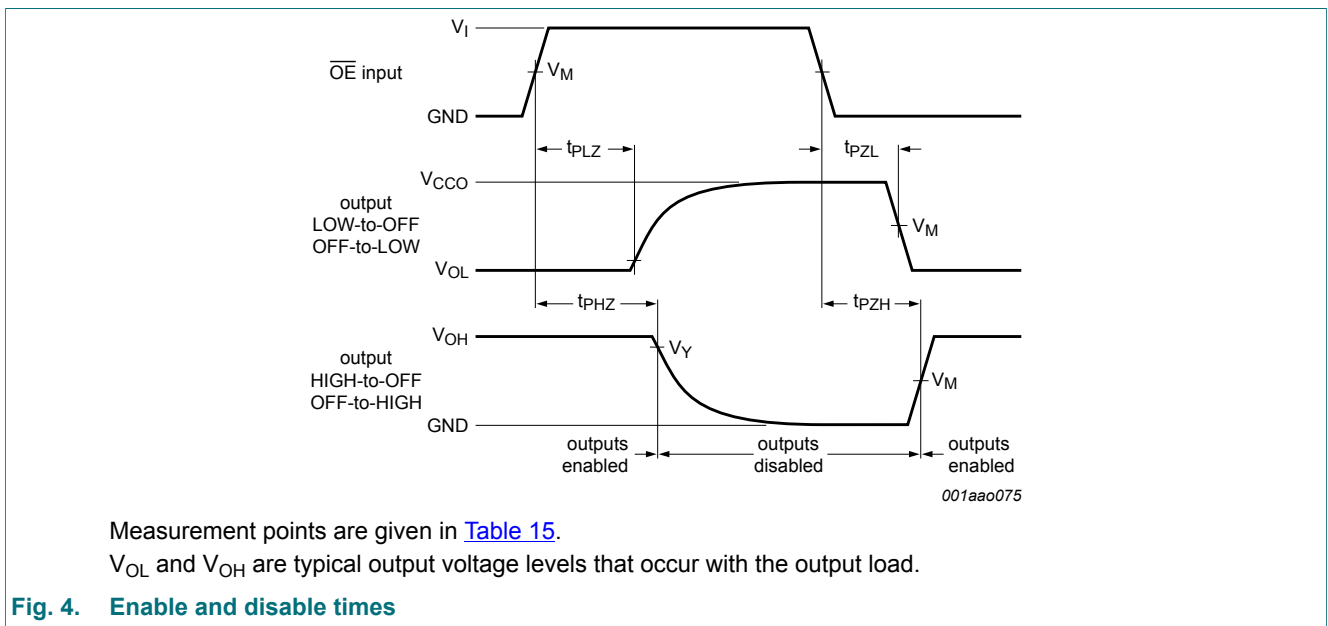 V_I
OE input
V_M
GND
t_PLZ
t_PZL
V_CCO
output
LOW-to-OFF
OFF-to-LOW
V_M
V_OL
t_PHZ
t_PZH
V_OH
output
HIGH-to-OFF
OFF-to-HIGH
V_Y
V_M
GND
outputs
enabled
outputs
disabled
outputs
enabled
001aao075
Measurement points are given in Table 15.
V_OL and V_OH are typical output voltage levels that occur with the output load.
Fig. 4. Enable and disable times